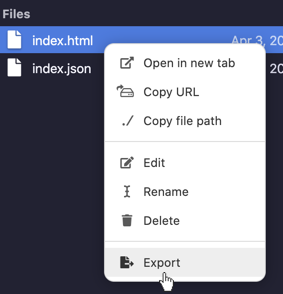 Files
index.html Apr 3, 20
index.json 20
Open in new tab
Copy URL
Copy file path
Edit
Rename
Delete
Export